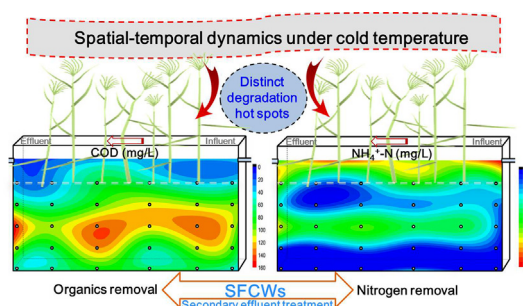 Spatial-temporal dynamics under cold temperature
Distinct
degradation
hot spots
Effluent
Influent
COD (mg/L)
Effluent
Influent
NH₄⁺-N (mg/L)
0
20
40
60
80
100
120
140
160
Organics removal
SFCWs
Nitrogen removal
Secondary effluent treatment